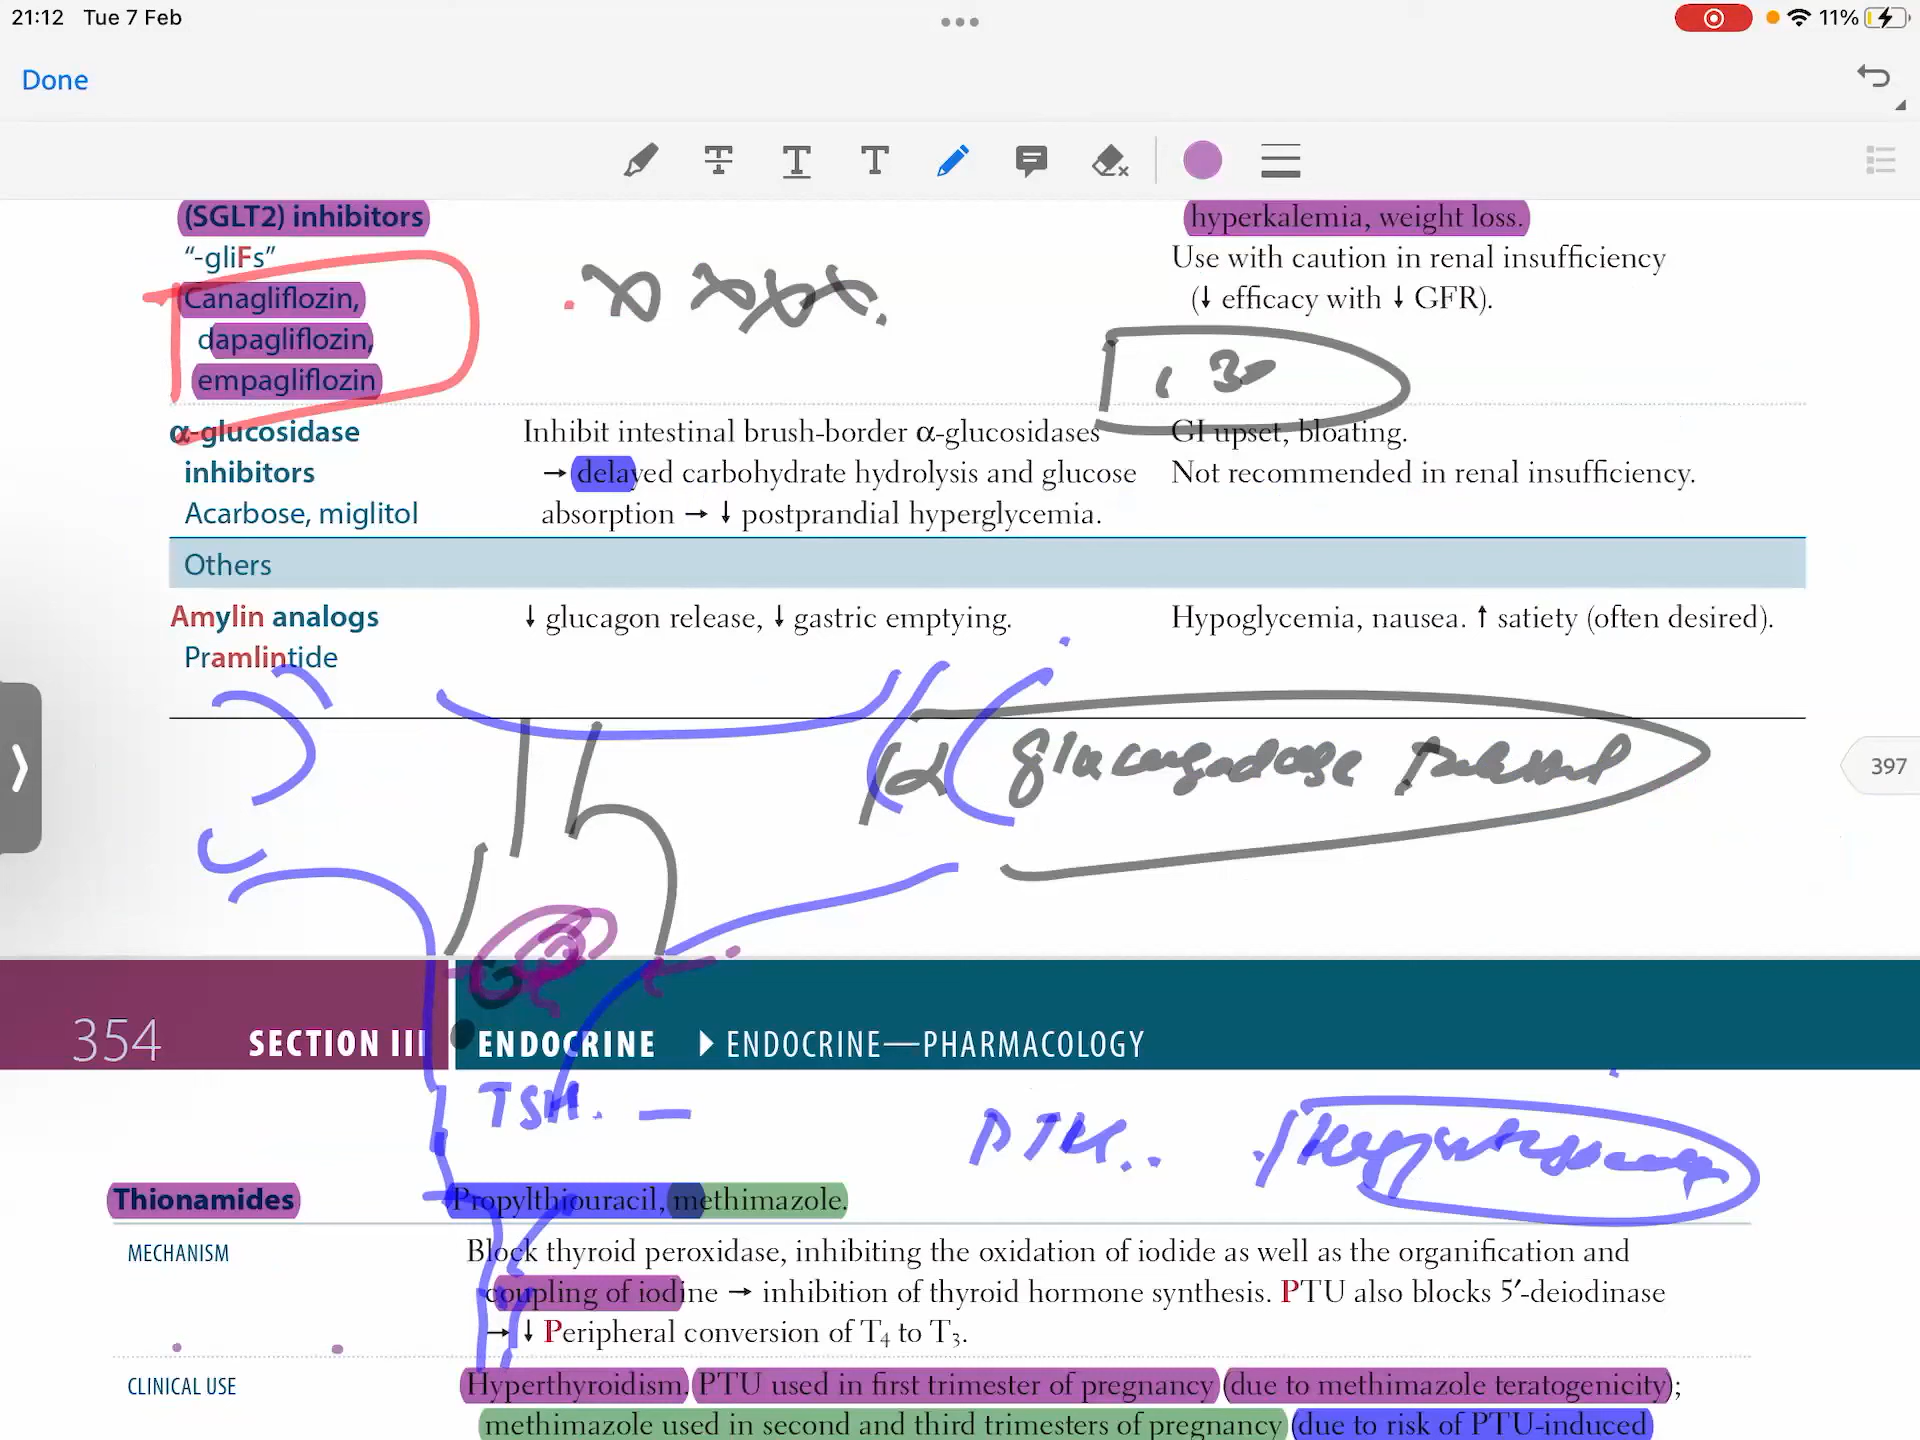 21:12 Tue 7 Feb
11%
Done
(SGLT2) inhibitors
"-gliFs"
Canagliflozin,
dapagliflozin,
empagliflozin
hyperkalemia, weight loss.
Use with caution in renal insufficiency
(↓ efficacy with ↓ GFR).
30
α-glucosidase
inhibitors
Acarbose, miglitol
Inhibit intestinal brush-border α-glucosidases
→ delayed carbohydrate hydrolysis and glucose
absorption → ↓ postprandial hyperglycemia.
GI upset, bloating.
Not recommended in renal insufficiency.
Others
Amylin analogs
Pramlintide
↓ glucagon release, ↓ gastric emptying.
Hypoglycemia, nausea. ↑ satiety (often desired).
α
397
354 SECTION III ENDOCRINE ▶ ENDOCRINE—PHARMACOLOGY
TSH. —
Thionamides
Propylthiouracil, methimazole.
MECHANISM
Block thyroid peroxidase, inhibiting the oxidation of iodide as well as the organification and
coupling of iodine → inhibition of thyroid hormone synthesis. PTU also blocks 5′-deiodinase
→ ↓ Peripheral conversion of T4 to T3.
CLINICAL USE
Hyperthyroidism. PTU used in first trimester of pregnancy (due to methimazole teratogenicity);
methimazole used in second and third trimesters of pregnancy (due to risk of PTU-induced